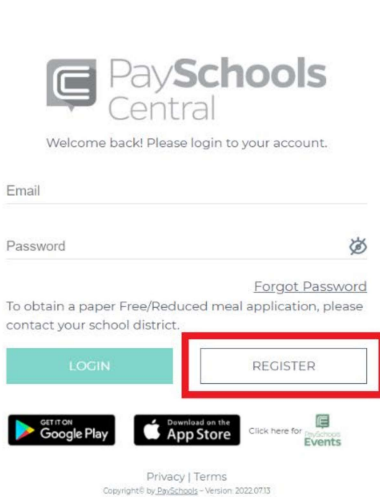 PaySchools
Central
Welcome back! Please login to your account.
Email
Password
Forgot Password
To obtain a paper Free/Reduced meal application, please
contact your school district.
LOGIN
REGISTER
GET IT ON
Google Play
Download on the
App Store
Click here for
PaySchools
Events
Privacy | Terms
Copyright© by PaySchools – Version: 2022.07.13